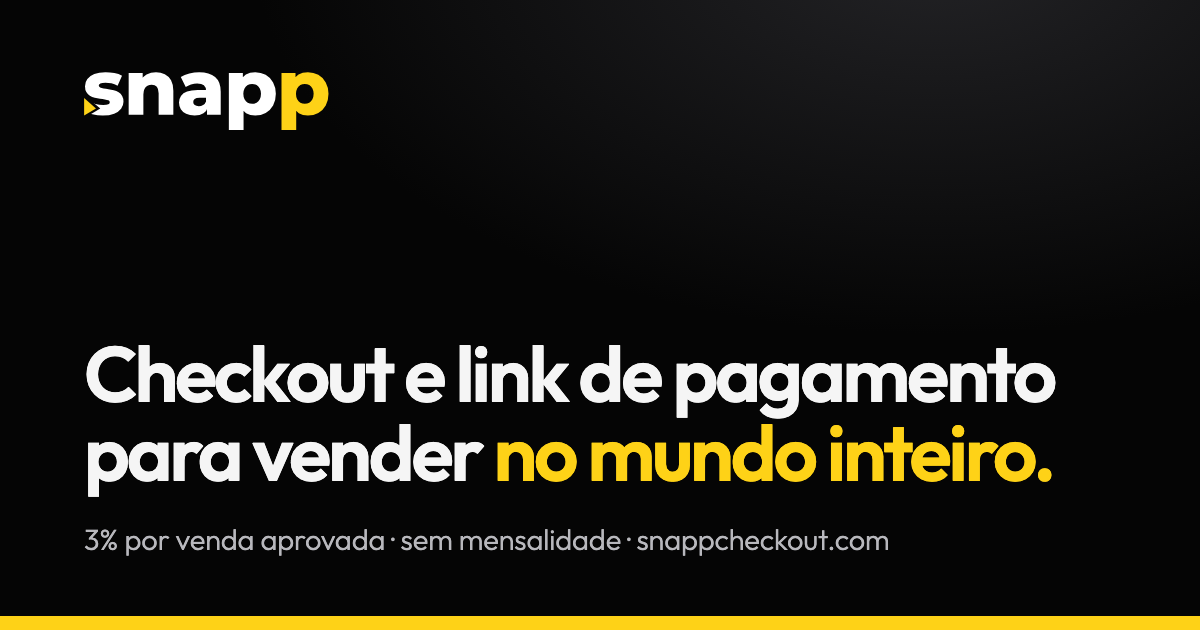 snapp
Checkout e link de pagamento
para vender no mundo inteiro.
3% por venda aprovada · sem mensalidade · snappcheckout.com